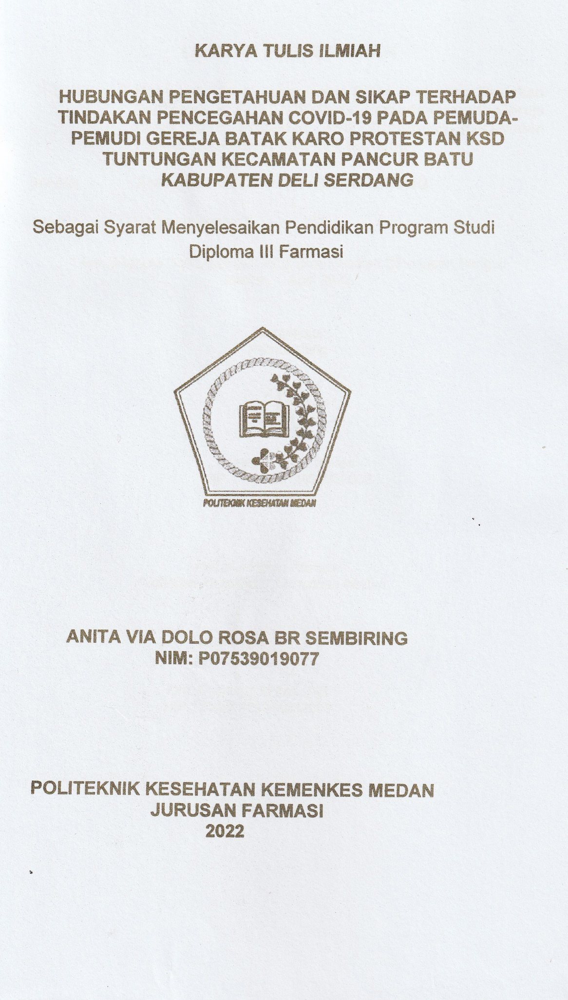 KARYA TULIS ILMIAH
HUBUNGAN PENGETAHUAN DAN SIKAP TERHADAP
TINDAKAN PENCEGAHAN COVID-19 PADA PEMUDA-
PEMUDI GEREJA BATAK KARO PROTESTAN KSD
TUNTUNGAN KECAMATAN PANCUR BATU
KABUPATEN DELI SERDANG
Sebagai Syarat Menyelesaikan Pendidikan Program Studi
Diploma III Farmasi
POLITEKNIK KESEHATAN MEDAN
ANITA VIA DOLO ROSA BR SEMBIRING
NIM: P07539019077
POLITEKNIK KESEHATAN KEMENKES MEDAN
JURUSAN FARMASI
2022